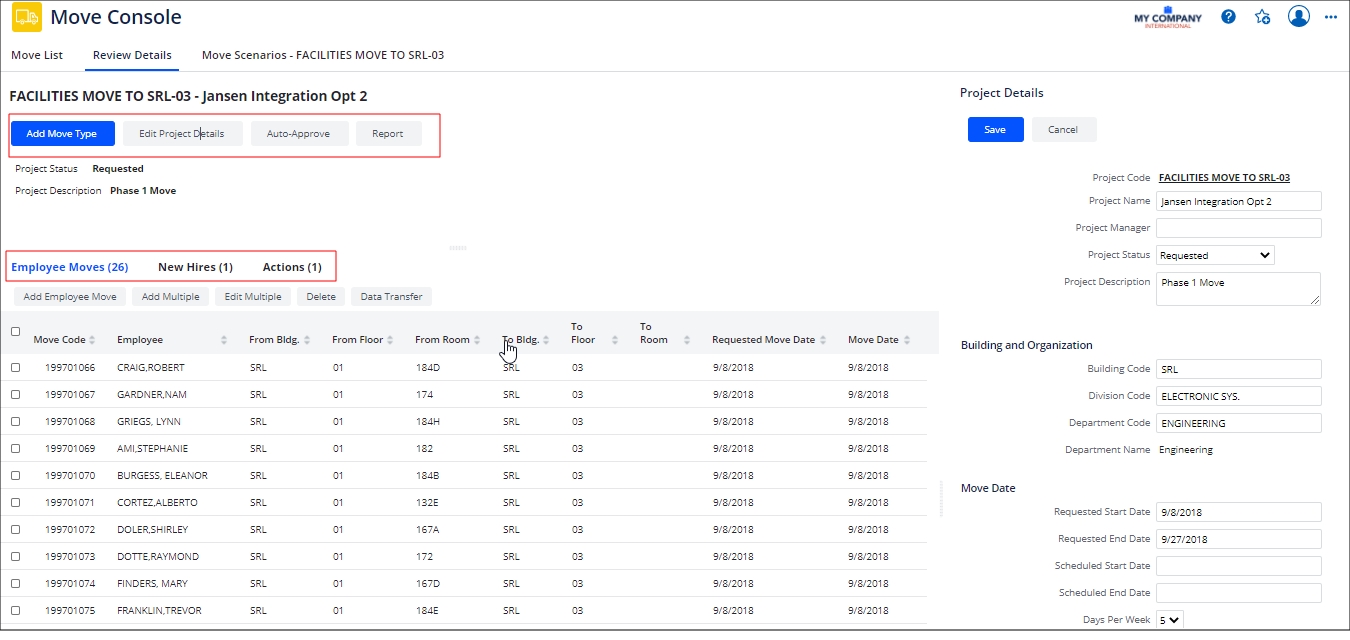 Move Console
MY COMPANY
INTERNATIONAL
Move List Review Details Move Scenarios - FACILITIES MOVE TO SRL-03
FACILITIES MOVE TO SRL-03 - Jansen Integration Opt 2
Add Move Type Edit Project Details Auto-Approve Report
Project Status Requested
Project Description Phase 1 Move
Employee Moves (26) New Hires (1) Actions (1)
Add Employee Move Add Multiple Edit Multiple Delete Data Transfer
Move Code Employee From Bldg. From Floor From Room To Bldg. To Floor To Room Requested Move Date Move Date
199701066 CRAIG,ROBERT SRL 01 184D SRL 03 9/8/2018 9/8/2018
199701067 GARDNER,NAM SRL 01 174 SRL 03 9/8/2018 9/8/2018
199701068 GRIEGS, LYNN SRL 01 184H SRL 03 9/8/2018 9/8/2018
199701069 AMI,STEPHANIE SRL 01 182 SRL 03 9/8/2018 9/8/2018
199701070 BURGESS, ELEANOR SRL 01 184B SRL 03 9/8/2018 9/8/2018
199701071 CORTEZ,ALBERTO SRL 01 132E SRL 03 9/8/2018 9/8/2018
199701072 DOLER,SHIRLEY SRL 01 167A SRL 03 9/8/2018 9/8/2018
199701073 DOTTE,RAYMOND SRL 01 172 SRL 03 9/8/2018 9/8/2018
199701074 FINDERS, MARY SRL 01 167D SRL 03 9/8/2018 9/8/2018
199701075 FRANKLIN,TREVOR SRL 01 184E SRL 03 9/8/2018 9/8/2018
Project Details
Save Cancel
Project Code FACILITIES MOVE TO SRL-03
Project Name Jansen Integration Opt 2
Project Manager
Project Status Requested
Project Description Phase 1 Move
Building and Organization
Building Code SRL
Division Code ELECTRONIC SYS.
Department Code ENGINEERING
Department Name Engineering
Move Date
Requested Start Date 9/8/2018
Requested End Date 9/27/2018
Scheduled Start Date
Scheduled End Date
Days Per Week 5